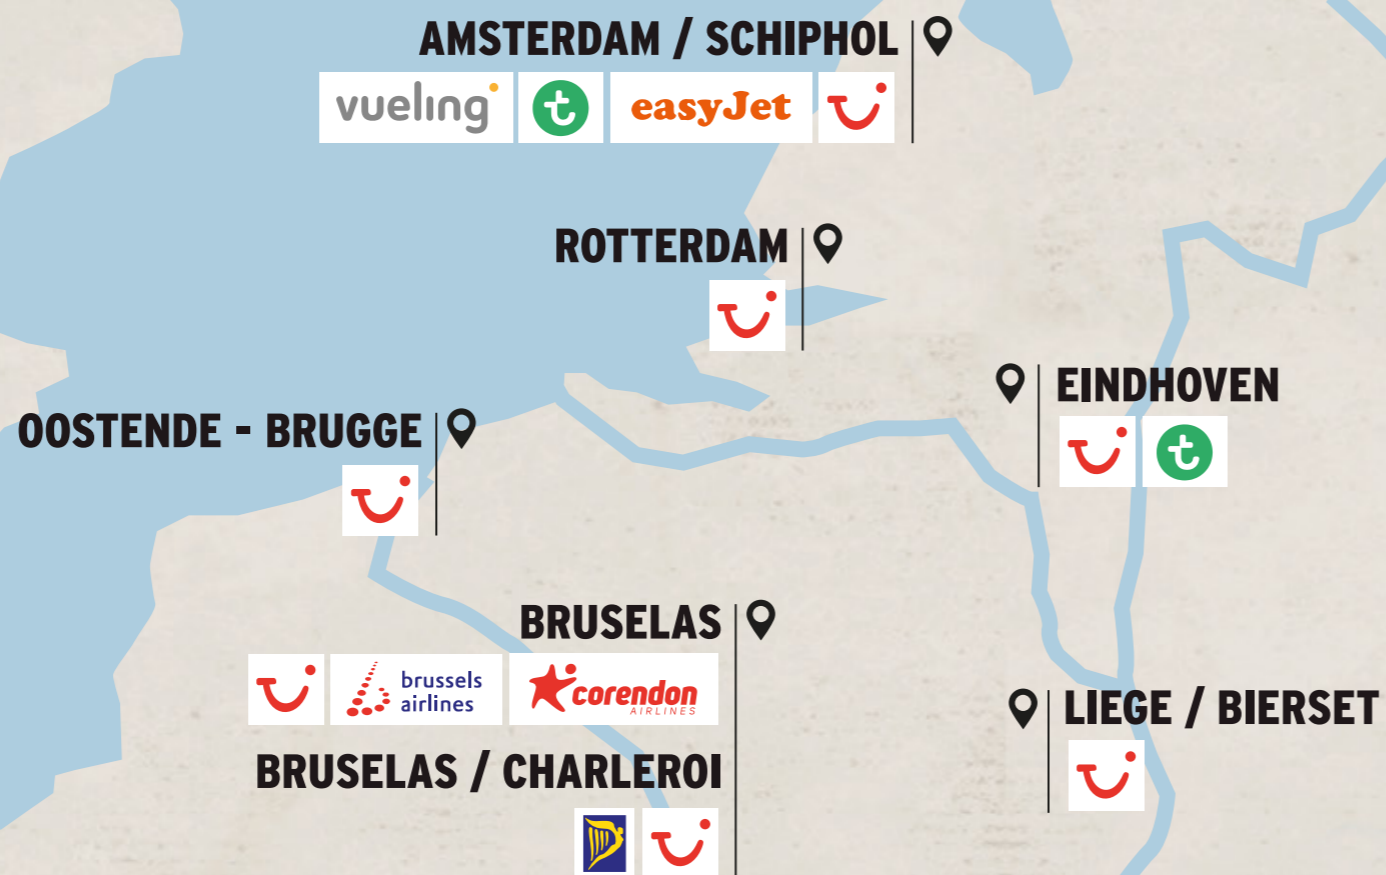 AMSTERDAM / SCHIPHOL
vueling t easyJet
ROTTERDAM
EINDHOVEN
t
OOSTENDE - BRUGGE
BRUSELAS
brussels
airlines
corendon
AIRLINES
LIEGE / BIERSET
BRUSELAS / CHARLEROI